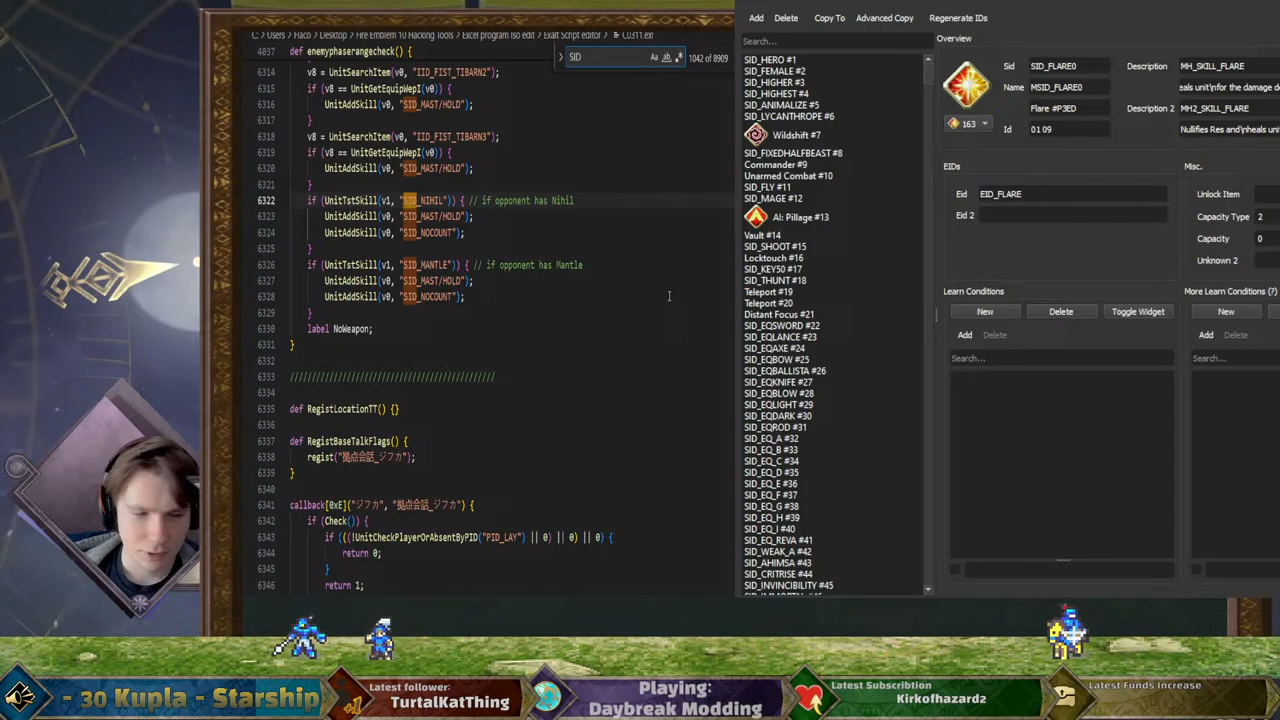 C: > Users > Flaco > Desktop > Fire Emblem 10 Hacking Tools > Excel program iso edit > Exalt Script editor > C0311.exl
4037 def enemyphaserangecheck() {
SID
1042 of 8909
6314 v8 = UnitSearchItem(v0, "IID_FIST_TIBARN2");
6315 if (v8 == UnitGetEquipWepI(v0)) {
6316 UnitAddSkill(v0, "SID_MAST/HOLD");
6317 }
6318 v8 = UnitSearchItem(v0, "IID_FIST_TIBARN3");
6319 if (v8 == UnitGetEquipWepI(v0)) {
6320 UnitAddSkill(v0, "SID_MAST/HOLD");
6321 }
6322 if (UnitTstSkill(v1, "SID_NIHIL")) { // if opponent has Nihil
6323 UnitAddSkill(v0, "SID_MAST/HOLD");
6324 UnitAddSkill(v0, "SID_NOCOUNT");
6325 }
6326 if (UnitTstSkill(v1, "SID_MANTLE")) { // if opponent has Mantle
6327 UnitAddSkill(v0, "SID_MAST/HOLD");
6328 UnitAddSkill(v0, "SID_NOCOUNT");
6329 }
6330 label NoWeapon;
6331 }
6332
6333 ///////////////////////////////////////////////
6334
6335 def RegistLocationTT() {}
6336
6337 def RegistBaseTalkFlags() {
6338 regist("拠点会話_ジフカ");
6339 }
6340
6341 callback[0xE]("ジフカ", "拠点会話_ジフカ") {
6342 if (Check()) {
6343 if (((!UnitCheckPlayerOrAbsentByPID("PID_LAY") || 0) || 0) || 0) {
6344 return 0;
6345 }
6346 return 1;
Add Delete Copy To Advanced Copy Regenerate IDs
Search...
SID_HERO #1
SID_FEMALE #2
SID_HIGHER #3
SID_HIGHEST #4
SID_ANIMALIZE #5
SID_LYCANTHROPE #6
Wildshift #7
SID_FIXEDHALFBEAST #8
Commander #9
Unarmed Combat #10
SID_FLY #11
SID_MAGE #12
AI: Pillage #13
Vault #14
SID_SHOOT #15
Locktouch #16
SID_KEY50 #17
SID_THUNT #18
Teleport #19
Teleport #20
Distant Focus #21
SID_EQSWORD #22
SID_EQLANCE #23
SID_EQAXE #24
SID_EQBOW #25
SID_EQBALLISTA #26
SID_EQKNIFE #27
SID_EQBLOW #28
SID_EQLIGHT #29
SID_EQDARK #30
SID_EQROD #31
SID_EQ_A #32
SID_EQ_B #33
SID_EQ_C #34
SID_EQ_D #35
SID_EQ_E #36
SID_EQ_F #37
SID_EQ_G #38
SID_EQ_H #39
SID_EQ_I #40
SID_EQ_REVA #41
SID_WEAK_A #42
SID_AHIMSA #43
SID_CRITRISE #44
SID_INVINCIBILITY #45
Overview
Sid SID_FLARE0 Description MH_SKILL_FLARE
Name MSID_FLARE0 eals unit\nfor the damage d
Flare #P3ED Description 2 MH2_SKILL_FLARE
163 Id 01 09 Nullifies Res and\nheals unit
EIDs Misc.
Eid EID_FLARE Unlock Item
Eid 2 Capacity Type 2
Capacity 0
Unknown 2
Learn Conditions More Learn Conditions (?)
New Delete Toggle Widget New
Add Delete Add Delete
Search... Search...
- 30 Kupla - Starship
Latest follower:
TurtalKatThing
Playing:
Daybreak Modding
Latest Subscribtion
Kirkofhazard2
Latest Funds Increase